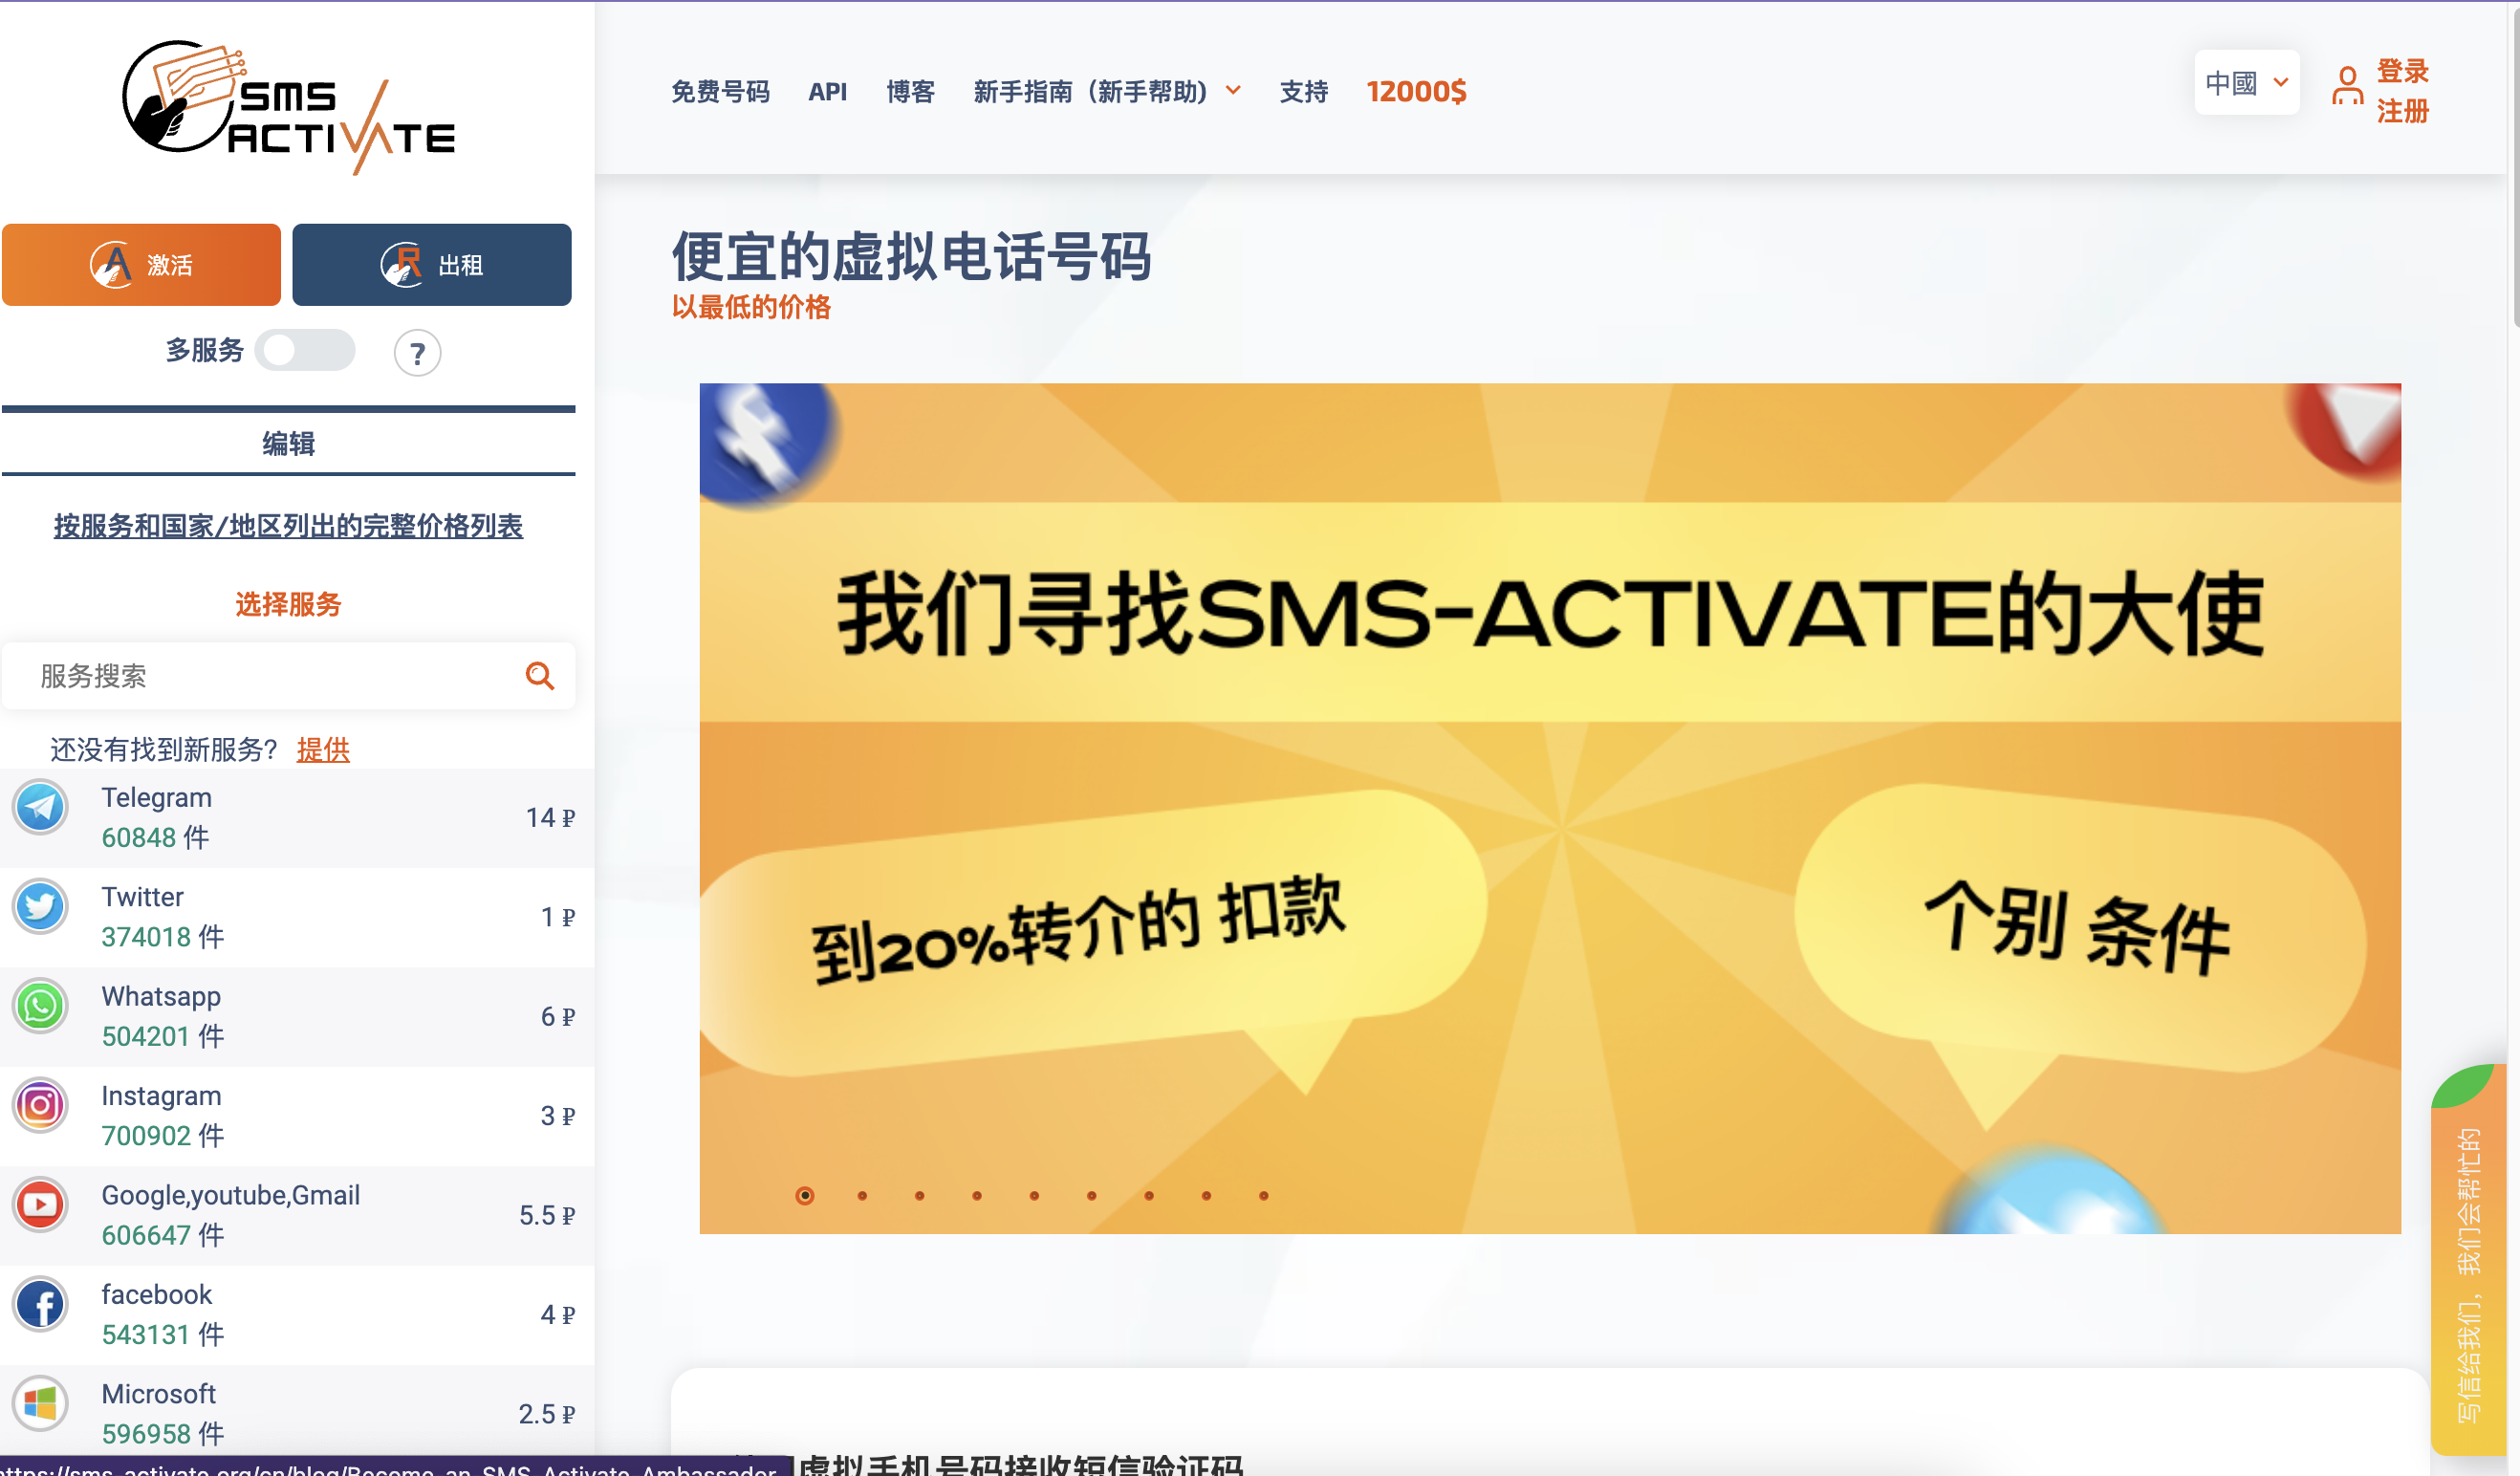 SMS
ACTIVATE
免费号码 API 博客 新手指南（新手帮助) 支持 12000$
中國
登录
注册
A 激活
R 出租
多服务 ?
编辑
按服务和国家/地区列出的完整价格列表
选择服务
服务搜索
还没有找到新服务? 提供
Telegram
60848 件
14 ₽
Twitter
374018 件
1 ₽
Whatsapp
504201 件
6 ₽
Instagram
700902 件
3 ₽
Google,youtube,Gmail
606647 件
5.5 ₽
facebook
543131 件
4 ₽
Microsoft
596958 件
2.5 ₽
便宜的虚拟电话号码
以最低的价格
我们寻找SMS-ACTIVATE的大使
到20%转介的 扣款
个别 条件
写信给我们，我们会帮忙的
虚拟手机号码接收短信验证码
https://sms-activate.org/cn/blog/Become_an_SMS_Activate_Ambassador